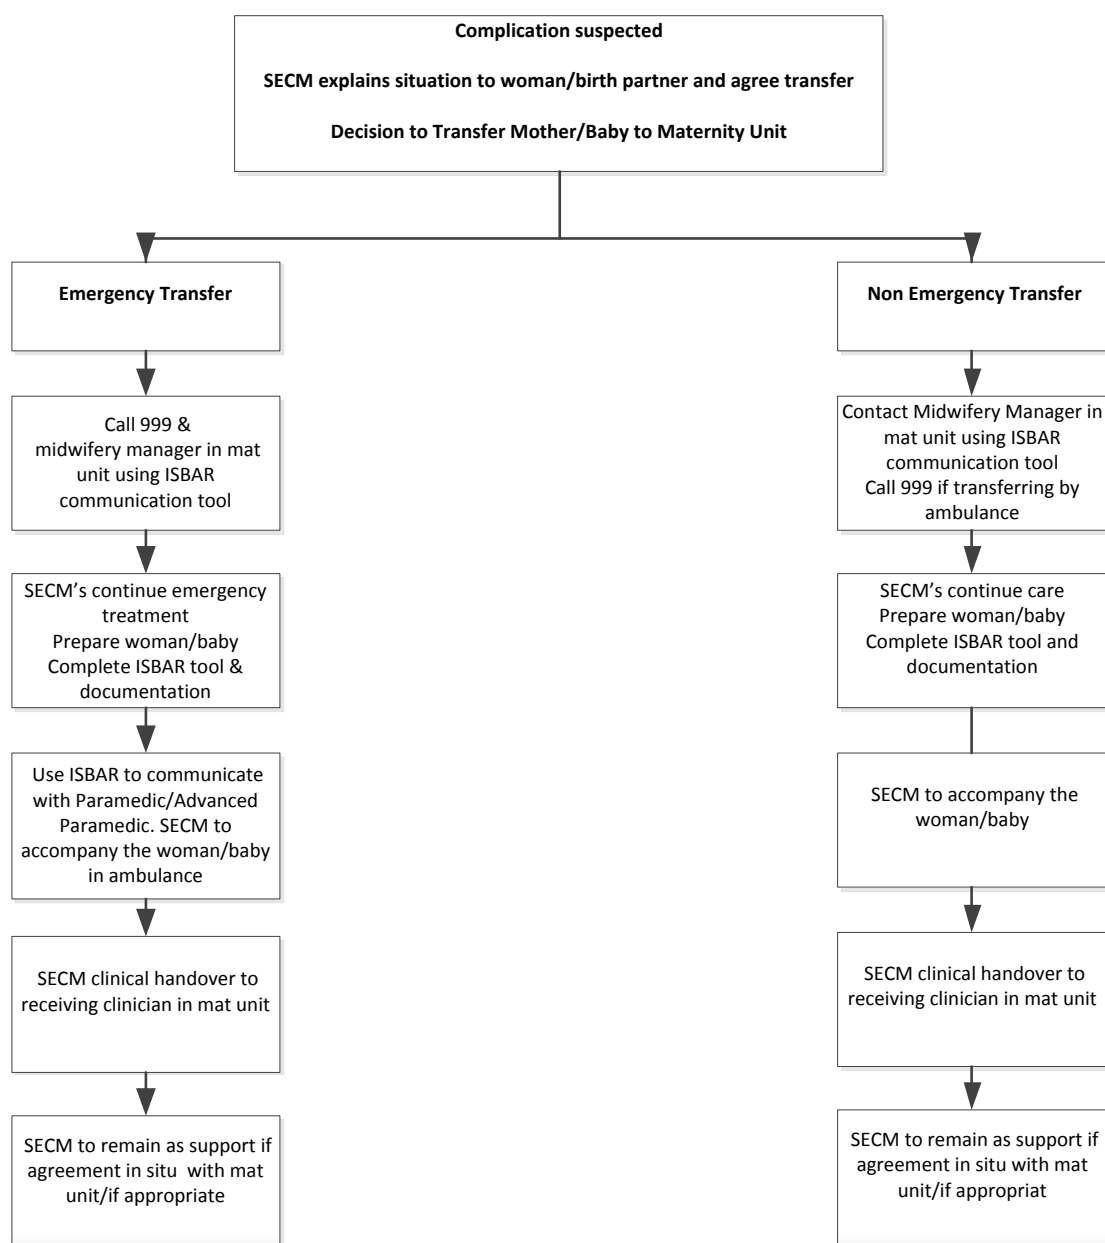 Complication suspected
SECM explains situation to woman/birth partner and agree transfer
Decision to Transfer Mother/Baby to Maternity Unit
Emergency Transfer
Call 999 &
midwifery manager in mat
unit using ISBAR
communication tool
SECM’s continue emergency
treatment
Prepare woman/baby
Complete ISBAR tool &
documentation
Use ISBAR to communicate
with Paramedic/Advanced
Paramedic. SECM to
accompany the woman/baby
in ambulance
SECM clinical handover to
receiving clinician in mat unit
SECM to remain as support if
agreement in situ with mat
unit/if appropriate
Non Emergency Transfer
Contact Midwifery Manager in
mat unit using ISBAR
communication tool
Call 999 if transferring by
ambulance
SECM’s continue care
Prepare woman/baby
Complete ISBAR tool and
documentation
SECM to accompany the
woman/baby
SECM clinical handover to
receiving clinician in mat unit
SECM to remain as support if
agreement in situ with mat
unit/if appropriat